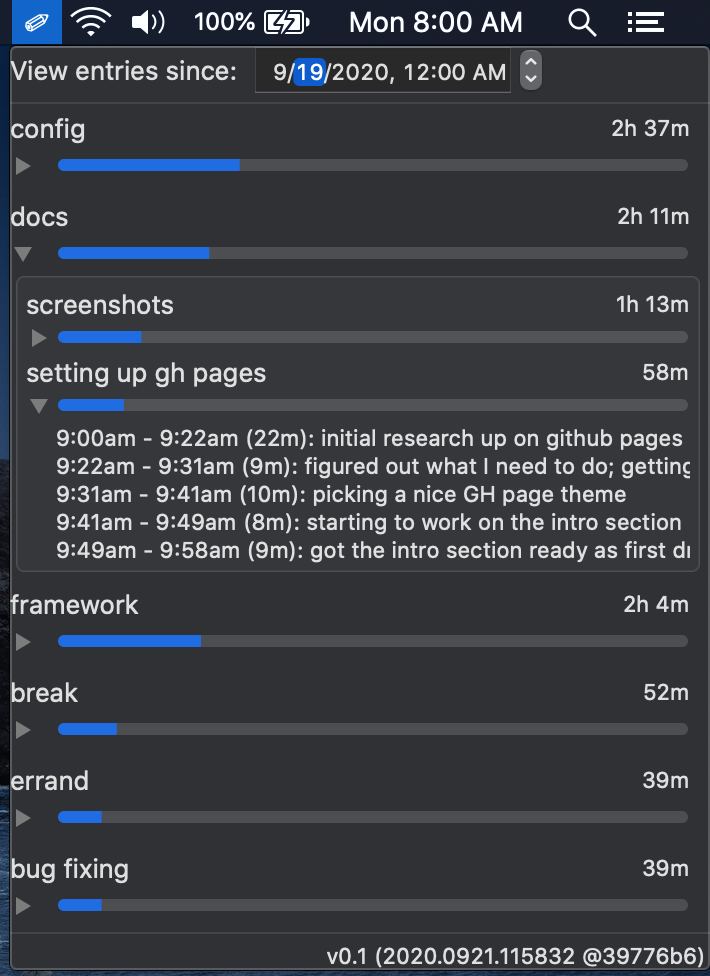 100% Mon 8:00 AM
View entries since: 9/19/2020, 12:00 AM
config 2h 37m
docs 2h 11m
screenshots 1h 13m
setting up gh pages 58m
9:00am - 9:22am (22m): initial research up on github pages
9:22am - 9:31am (9m): figured out what I need to do; getting
9:31am - 9:41am (10m): picking a nice GH page theme
9:41am - 9:49am (8m): starting to work on the intro section
9:49am - 9:58am (9m): got the intro section ready as first
framework 2h 4m
break 52m
errand 39m
bug fixing 39m
v0.1 (2020.0921.115832 @39776b6)